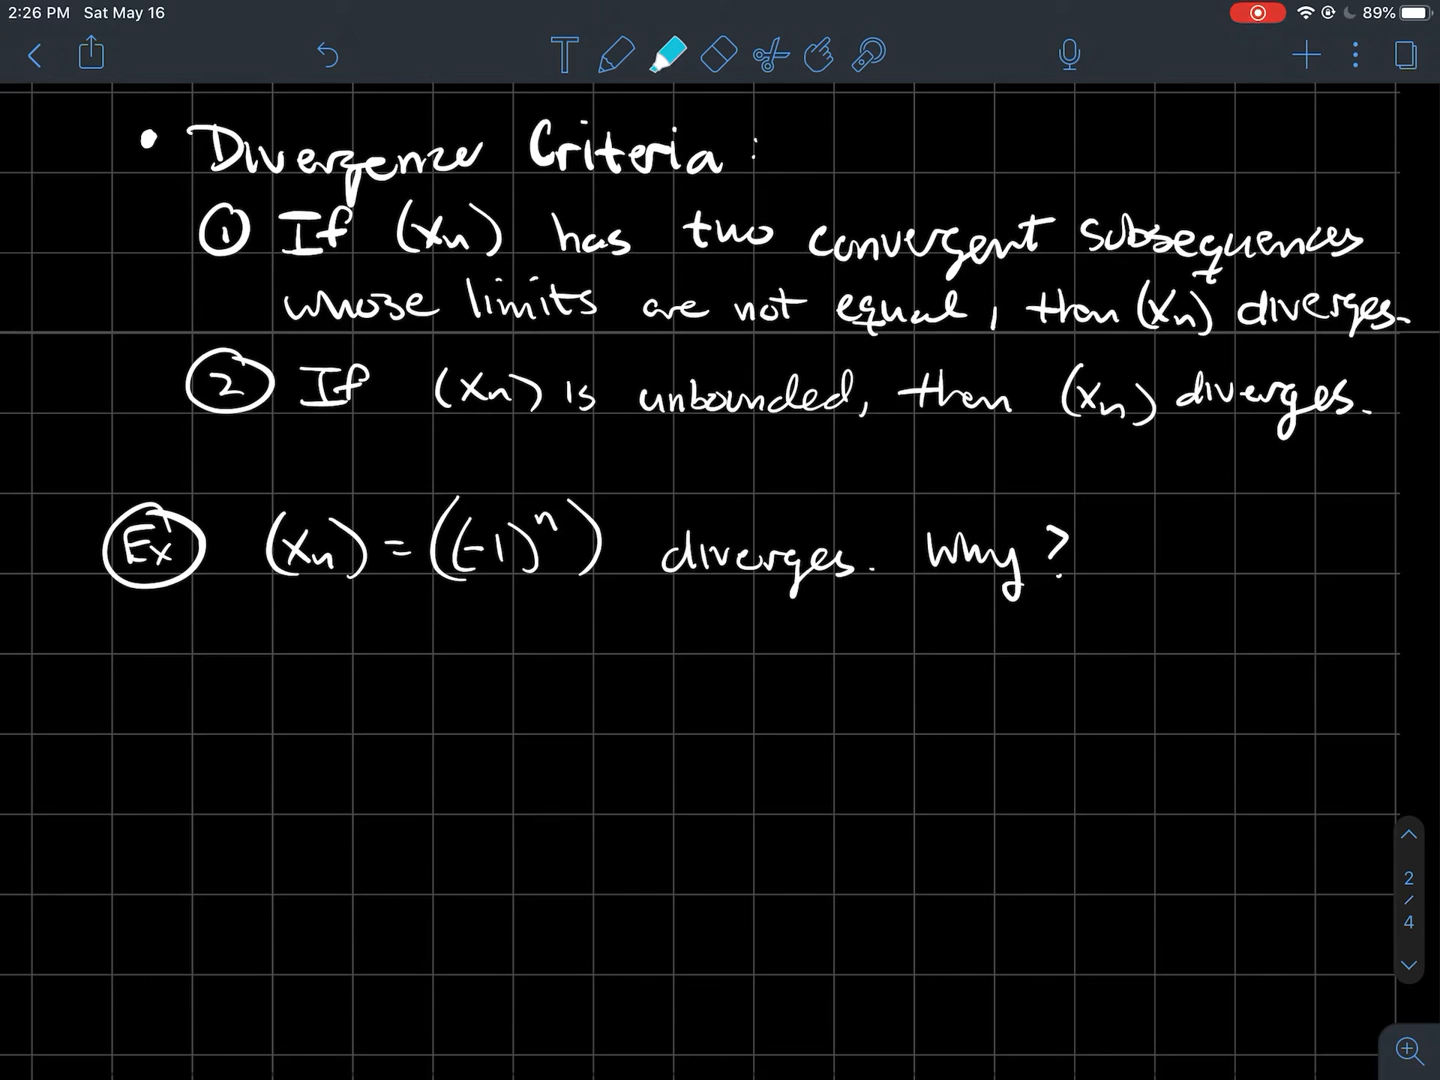 2:26 PM Sat May 16
89%
T
• Divergence Criteria:
① If (xn) has two convergent subsequences
whose limits are not equal, then (xn) diverges.
② If (xn) is unbounded, then (xn) diverges.
Ex (xn) = ((-1)^n) diverges. Why?
2
/
4